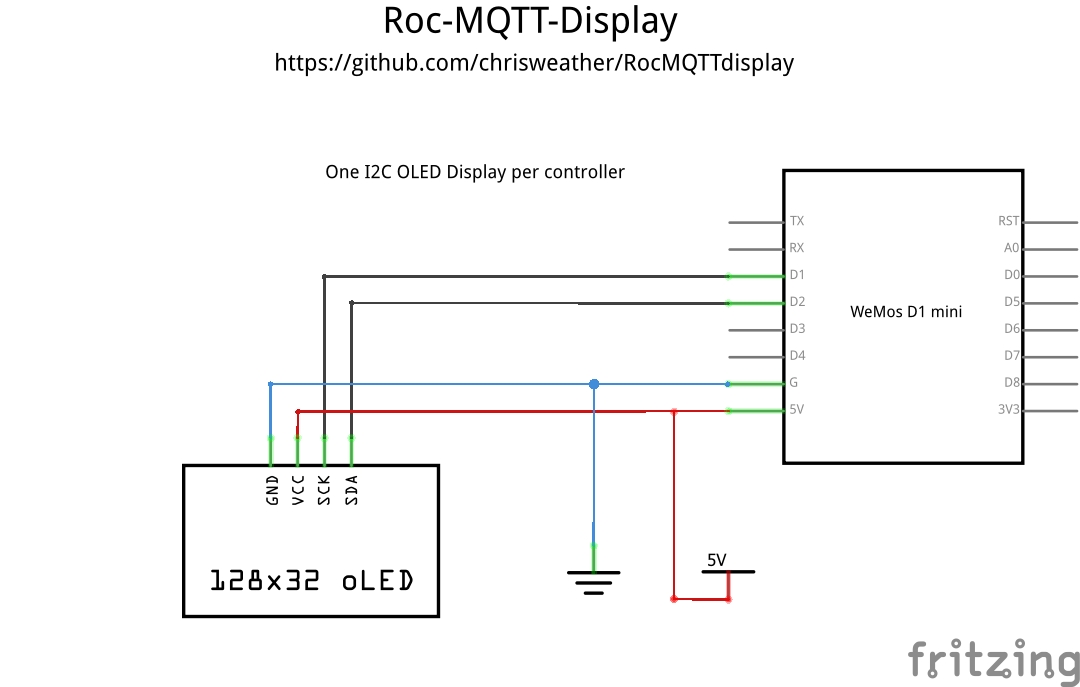 Roc-MQTT-Display
https://github.com/chrisweather/RocMQTTdisplay
One I2C OLED Display per controller
TX
RST
RX
A0
D1
D0
D2
WeMos D1 mini
D5
D3
D6
D4
D7
G
D8
5V
3V3
GND
VCC
SCK
SDA
128x32 oLED
5V
fritzing